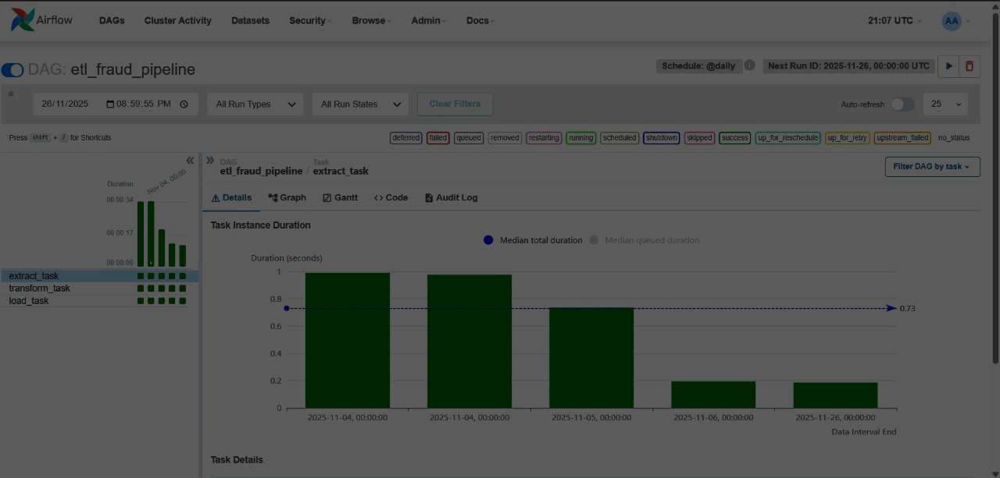 Airflow DAGs Cluster Activity Datasets Security Browse Admin Docs 21:07 UTC AA
DAG: etl_fraud_pipeline Schedule: @daily i Next Run ID: 2025-11-26, 00:00:00 UTC
26/11/2025 08:59:55 PM All Run Types All Run States Clear Filters Auto-refresh 25
Press shift + / for Shortcuts deferred failed queued removed restarting running scheduled shutdown skipped success up_for_reschedule up_for_retry upstream_failed no_status
DAG
etl_fraud_pipeline / Task
extract_task
Filter DAG by task
Details Graph Gantt <> Code Audit Log
Duration
Nov 04, 00:00
00:00:34
00:00:17
00:00:00
extract_task
transform_task
load_task
Task Instance Duration
Median total duration Median queued duration
Duration (seconds)
1
0.8
0.73
0.6
0.4
0.2
0
2025-11-04, 00:00:00 2025-11-04, 00:00:00 2025-11-05, 00:00:00 2025-11-06, 00:00:00 2025-11-26, 00:00:00
Data Interval End
Task Details